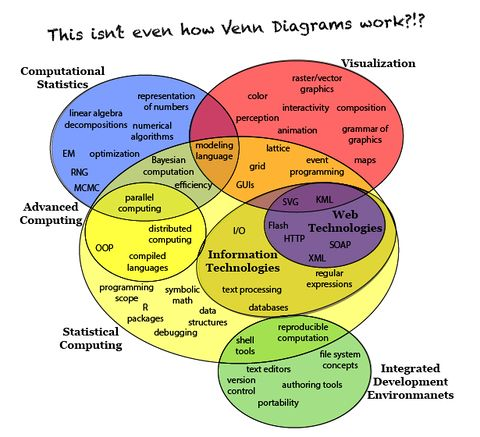 This isn't even how Venn Diagrams work?!?
Computational
Statistics
Visualization
representation
of numbers
linear algebra
decompositions
numerical
algorithms
EM
optimization
RNG
MCMC
Bayesian
computation
efficiency
modeling
language
raster/vector
graphics
color
interactivity
composition
perception
animation
grammar of
graphics
maps
lattice
grid
event
programming
GUIs
Advanced
Computing
parallel
computing
distributed
computing
OOP
compiled
languages
SVG
KML
Web
Technologies
Flash
HTTP
SOAP
XML
I/O
Information
Technologies
regular
expressions
text processing
databases
programming
scope
symbolic
math
R
packages
data
structures
debugging
Statistical
Computing
reproducible
computation
shell
tools
file system
concepts
text editors
version
control
authoring tools
portability
Integrated
Development
Environmanets